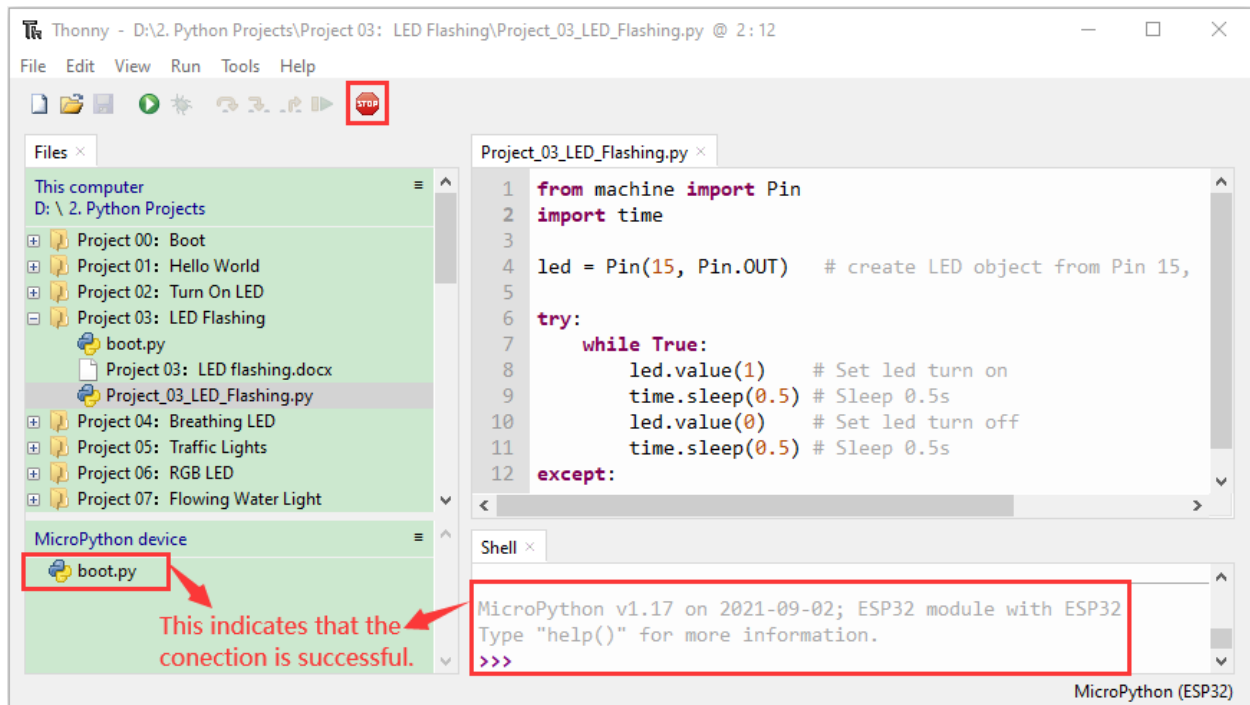 Thonny - D:\2. Python Projects\Project 03: LED Flashing\Project_03_LED_Flashing.py @ 2:12
File Edit View Run Tools Help
STOP
Files ×
This computer
D: \ 2. Python Projects
Project 00: Boot
Project 01: Hello World
Project 02: Turn On LED
Project 03: LED Flashing
boot.py
Project 03: LED flashing.docx
Project_03_LED_Flashing.py
Project 04: Breathing LED
Project 05: Traffic Lights
Project 06: RGB LED
Project 07: Flowing Water Light
MicroPython device
boot.py
This indicates that the
conection is successful.
Project_03_LED_Flashing.py ×
1 from machine import Pin
2 import time
3
4 led = Pin(15, Pin.OUT) # create LED object from Pin 15,
5
6 try:
7 while True:
8 led.value(1) # Set led turn on
9 time.sleep(0.5) # Sleep 0.5s
10 led.value(0) # Set led turn off
11 time.sleep(0.5) # Sleep 0.5s
12 except:
Shell ×
MicroPython v1.17 on 2021-09-02; ESP32 module with ESP32
Type "help()" for more information.
>>>
MicroPython (ESP32)